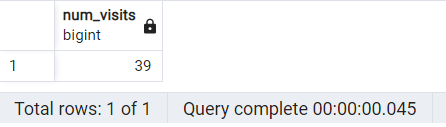 num_visits
bigint
1 39
Total rows: 1 of 1 Query complete 00:00:00.045